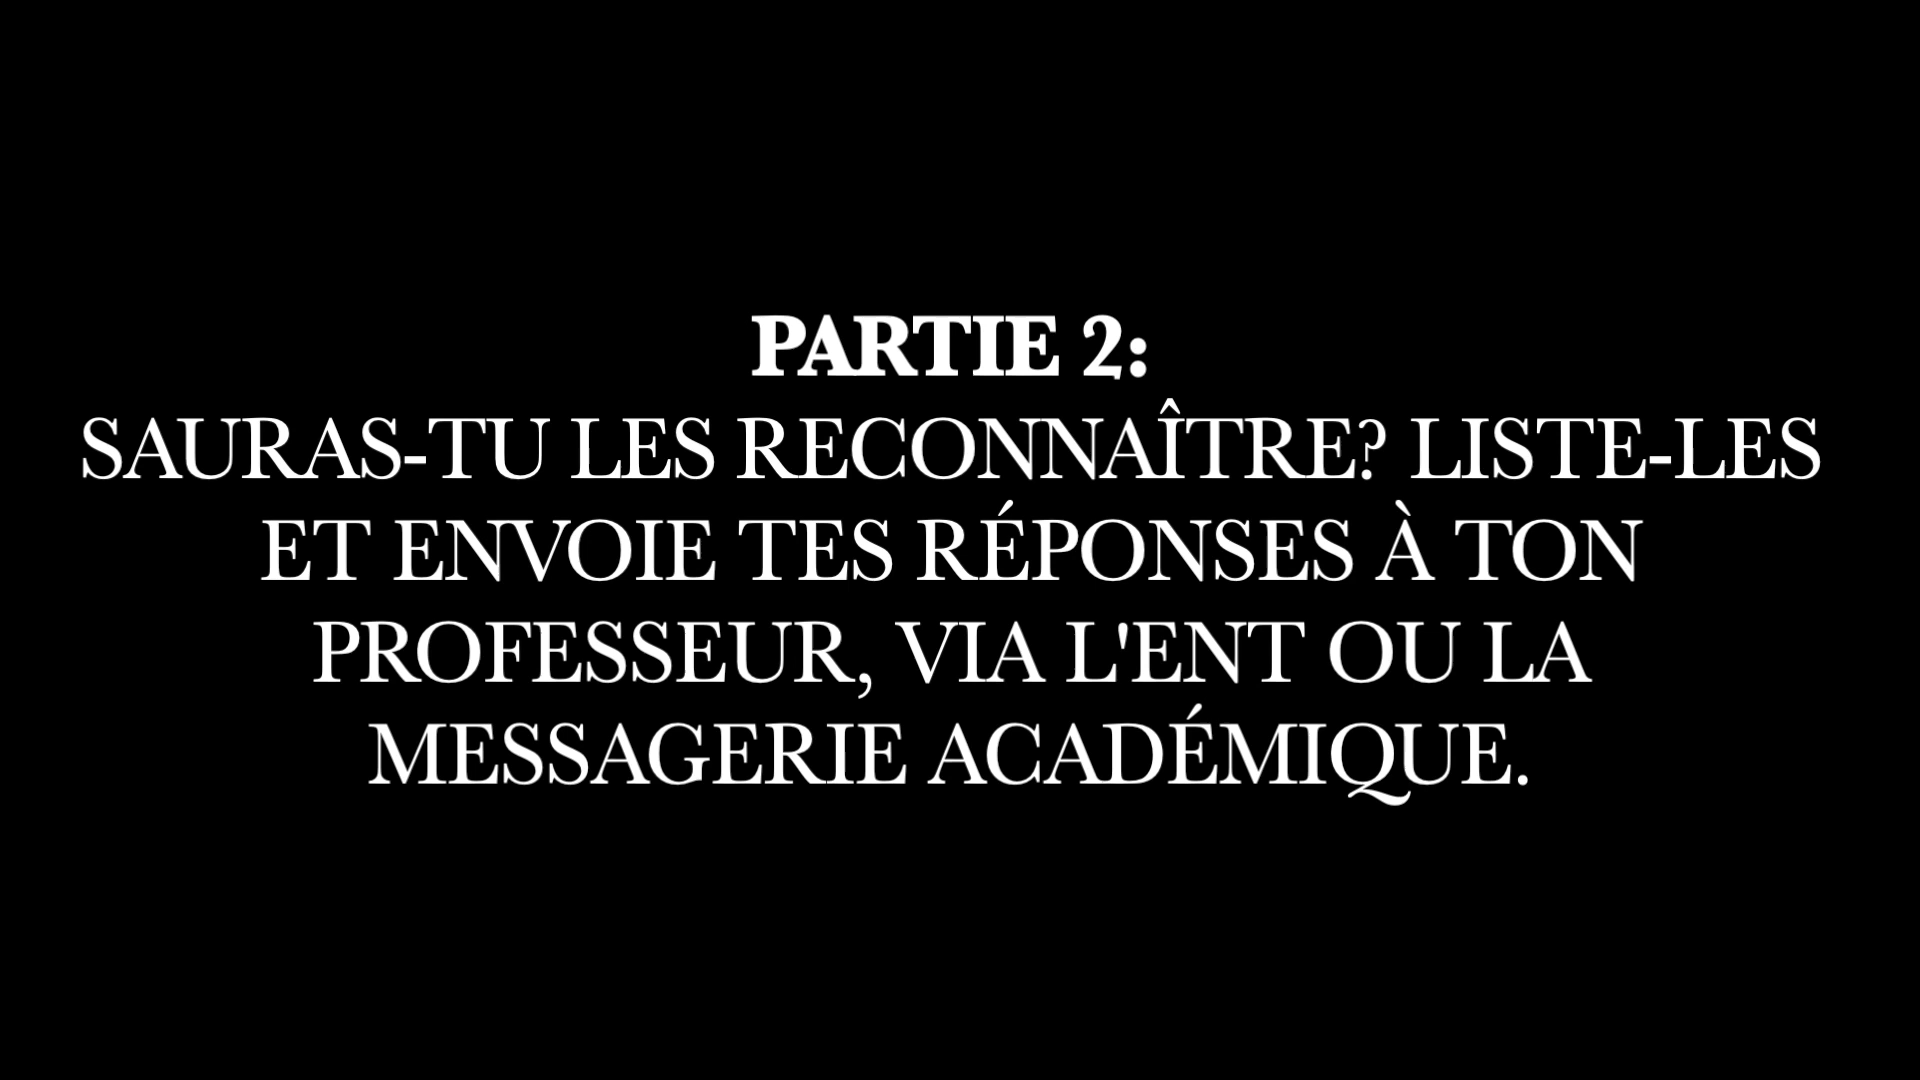 PARTIE 2:
SAURAS-TU LES RECONNAÎTRE? LISTE-LES
ET ENVOIE TES RÉPONSES À TON
PROFESSEUR, VIA L'ENT OU LA
MESSAGERIE ACADÉMIQUE.